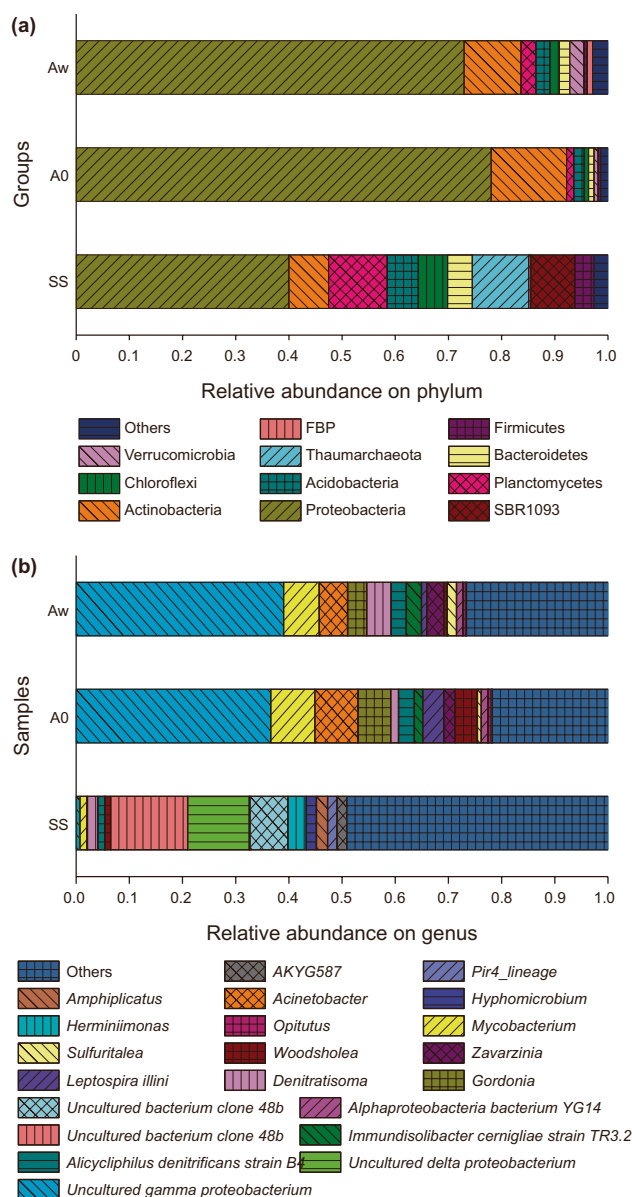 (a)
Aw
A0
SS
Groups
0 0.1 0.2 0.3 0.4 0.5 0.6 0.7 0.8 0.9 1.0
Relative abundance on phylum
Others FBP Firmicutes
Verrucomicrobia Thaumarchaeota Bacteroidetes
Chloroflexi Acidobacteria Planctomycetes
Actinobacteria Proteobacteria SBR1093
(b)
Aw
A0
SS
Samples
0.0 0.1 0.2 0.3 0.4 0.5 0.6 0.7 0.8 0.9 1.0
Relative abundance on genus
Others AKYG587 Pir4_lineage
Amphiplicatus Acinetobacter Hyphomicrobium
Herminiimonas Opitutus Mycobacterium
Sulfuritalea Woodsholea Zavarzinia
Leptospira illini Denitratisoma Gordonia
Uncultured bacterium clone 48b Alphaproteobacteria bacterium YG14
Uncultured bacterium clone 48b Immundisolibacter cernigliae strain TR3.2
Alicycliphilus denitrificans strain B4 Uncultured delta proteobacterium
Uncultured gamma proteobacterium